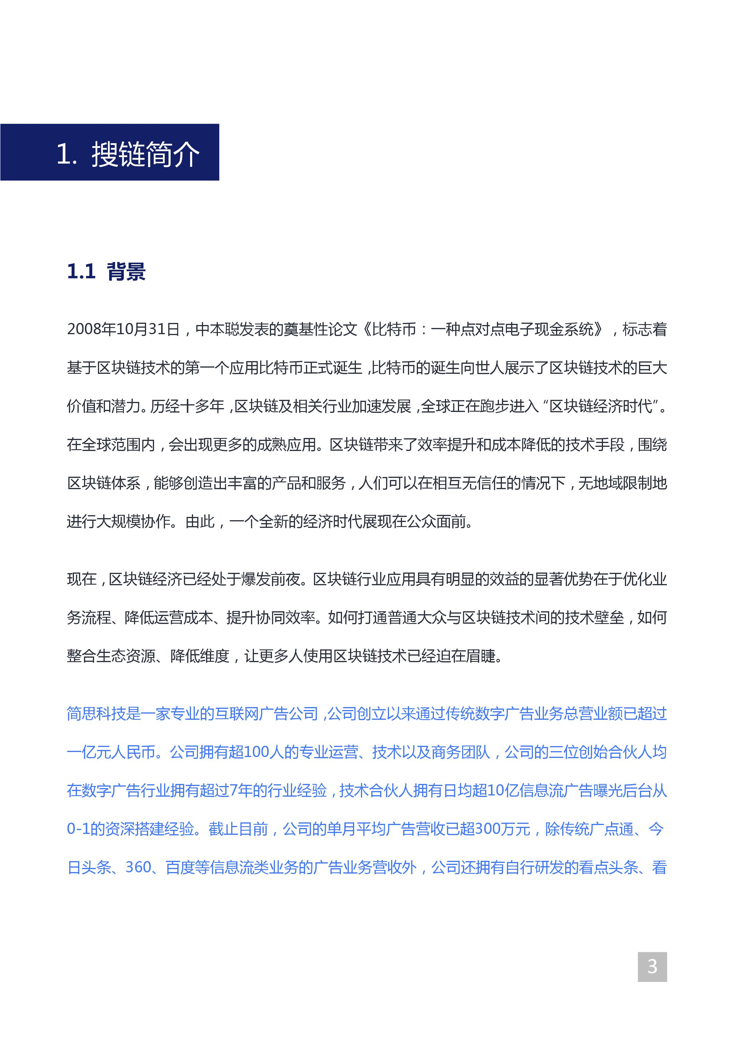 1. 搜链简介
1.1 背景
2008年10月31日，中本聪发表的奠基性论文《比特币：一种点对点电子现金系统》，标志着
基于区块链技术的第一个应用比特币正式诞生，比特币的诞生向世人展示了区块链技术的巨大
价值和潜力。历经十多年，区块链及相关行业加速发展，全球正在跑步进入“区块链经济时代”。
在全球范围内，会出现更多的成熟应用。区块链带来了效率提升和成本降低的技术手段，围绕
区块链体系，能够创造出丰富的产品和服务，人们可以在相互无信任的情况下，无地域限制地
进行大规模协作。由此，一个全新的经济时代展现在公众面前。
现在，区块链经济已经处于爆发前夜。区块链行业应用具有明显的效益的显著优势在于优化业
务流程、降低运营成本、提升协同效率。如何打通普通大众与区块链技术间的技术壁垒，如何
整合生态资源、降低维度，让更多人使用区块链技术已经迫在眉睫。
简思科技是一家专业的互联网广告公司，公司创立以来通过传统数字广告业务总营业额已超过
一亿元人民币。公司拥有超100人的专业运营、技术以及商务团队，公司的三位创始合伙人均
在数字广告行业拥有超过7年的行业经验，技术合伙人拥有日均超10亿信息流广告曝光后台从
0-1的资深搭建经验。截止目前，公司的单月平均广告营收已超300万元，除传统广点通、今
日头条、360、百度等信息流类业务的广告业务营收外，公司还拥有自行研发的看点头条、看
3